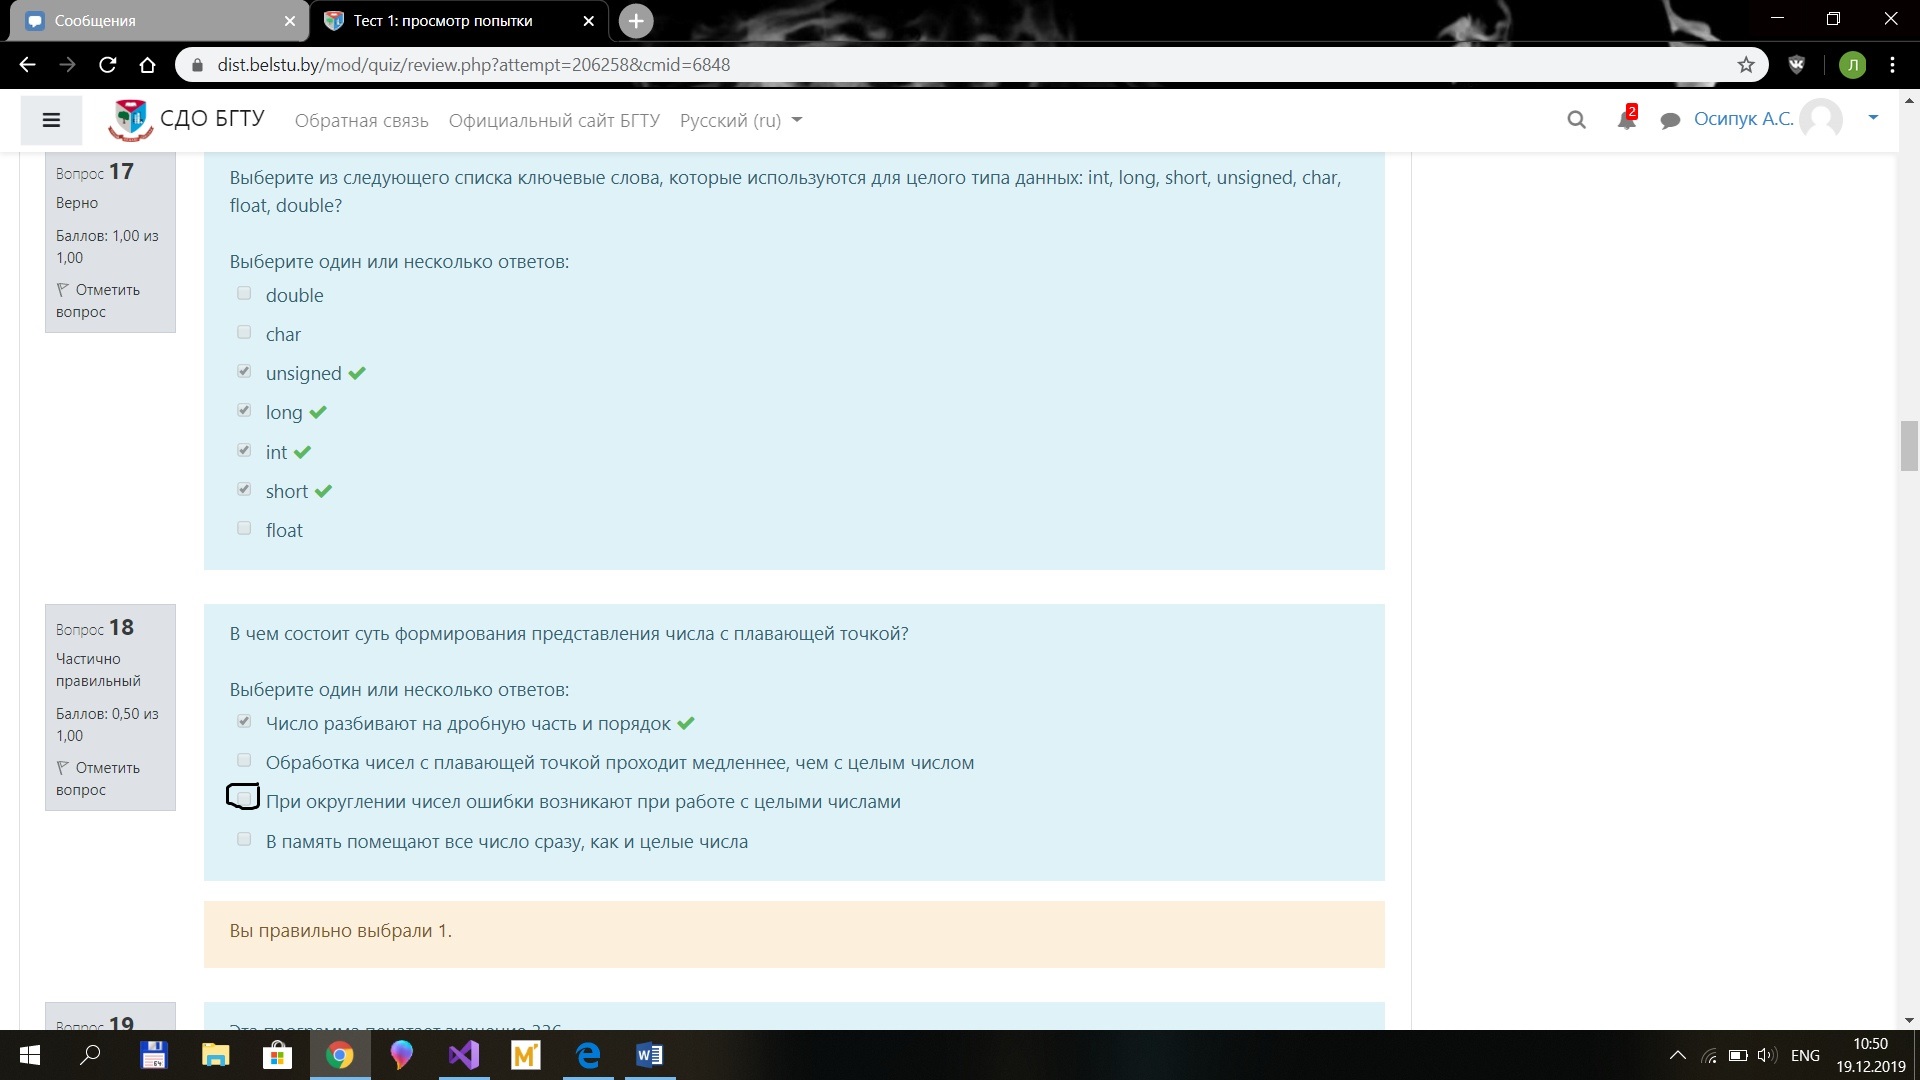 Сообщения
Тест 1: просмотр попытки
dist.belstu.by/mod/quiz/review.php?attempt=206258&cmid=6848
Л
СДО БГТУ
Обратная связь
Официальный сайт БГТУ
Русский (ru)
2
Осипук А.С.
Вопрос 17
Верно
Баллов: 1,00 из
1,00
Отметить
вопрос
Выберите из следующего списка ключевые слова, которые используются для целого типа данных: int, long, short, unsigned, char,
float, double?
Выберите один или несколько ответов:
double
char
unsigned
long
int
short
float
Вопрос 18
Частично
правильный
Баллов: 0,50 из
1,00
Отметить
вопрос
В чем состоит суть формирования представления числа с плавающей точкой?
Выберите один или несколько ответов:
Число разбивают на дробную часть и порядок
Обработка чисел с плавающей точкой проходит медленнее, чем с целым числом
При округлении чисел ошибки возникают при работе с целыми числами
В память помещают все число сразу, как и целые числа
Вы правильно выбрали 1.
Вопрос 19
Эта программа печатает значение 336
64
ENG
10:50
19.12.2019